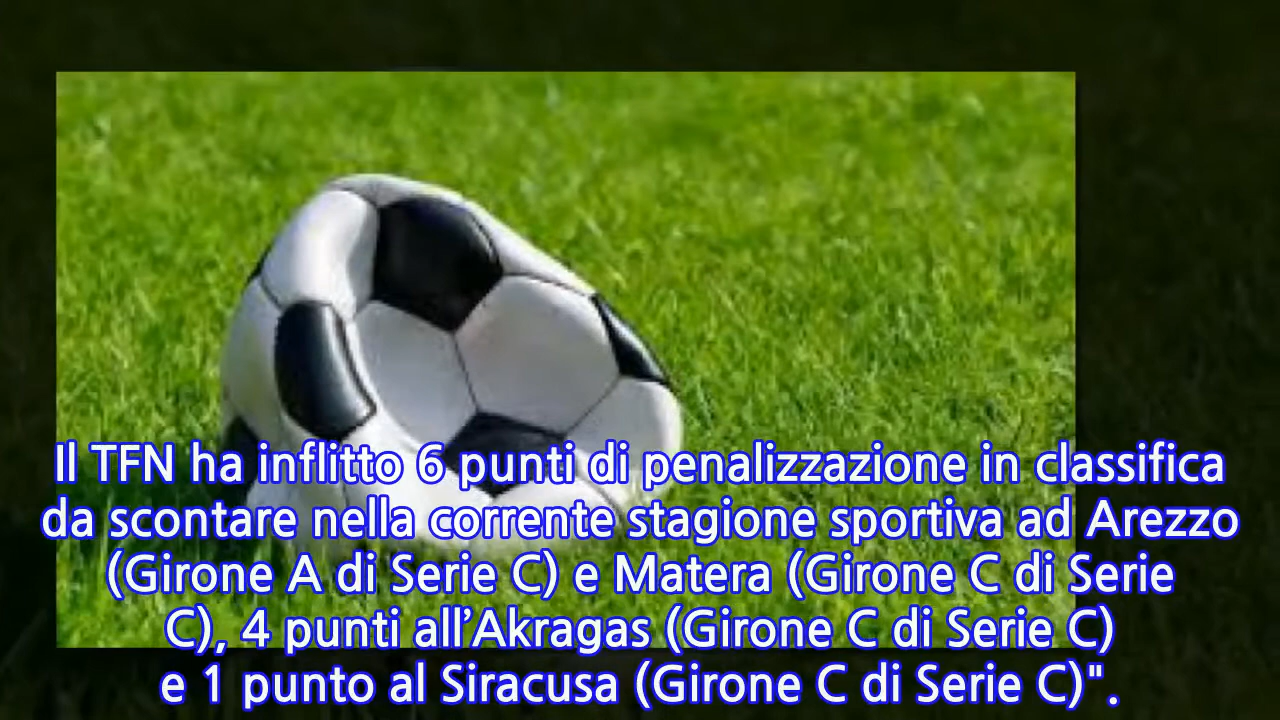 Il TFN ha inflitto 6 punti di penalizzazione in classifica
da scontare nella corrente stagione sportiva ad Arezzo
(Girone A di Serie C) e Matera (Girone C di Serie
C), 4 punti all’Akragas (Girone C di Serie C)
e 1 punto al Siracusa (Girone C di Serie C)".